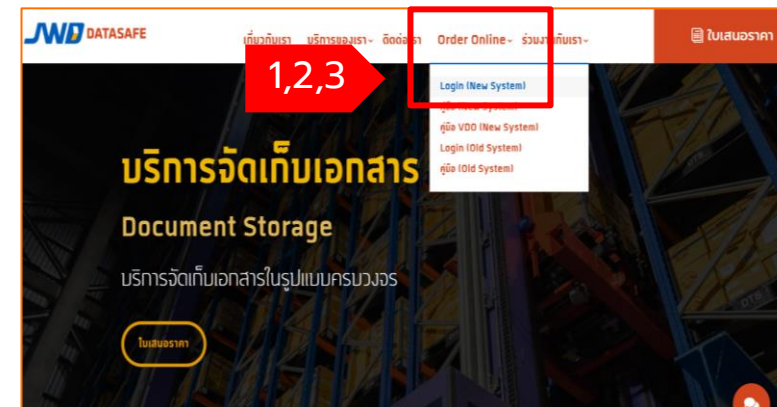 JWD DATASAFE
เกี่ยวกับเรา บริการของเรา ติดต่อเรา Order Online ร่วมงานกับเรา
ใบเสนอราคา
1,2,3
Login (New System)
คู่มือ (New System)
คู่มือ VDO (New System)
Login (Old System)
คู่มือ (Old System)
บริการจัดเก็บเอกสาร
Document Storage
บริการจัดเก็บเอกสารในรูปแบบครบวงจร
ใบเสนอราคา